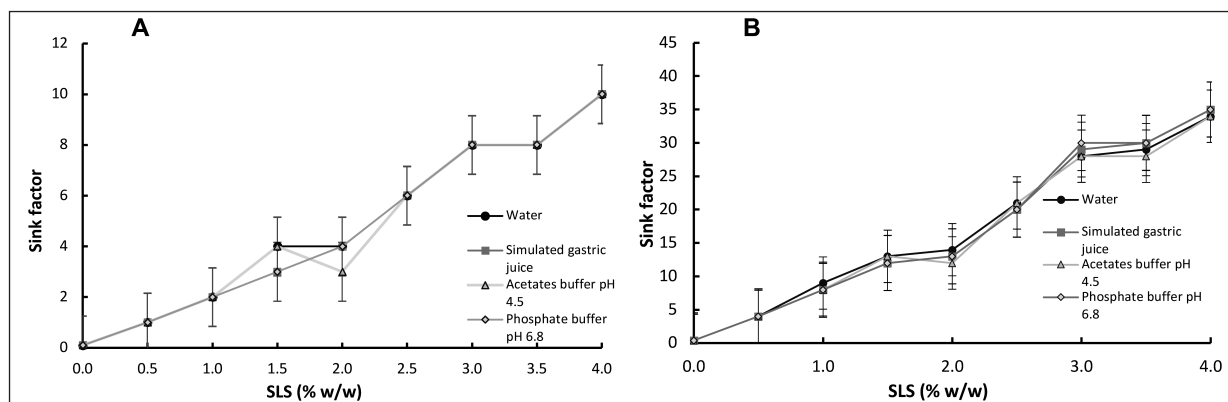 A
12
10
8
6
4
2
0
Sink factor
Water
Simulated gastric
juice
Acetates buffer pH
4.5
Phosphate buffer
pH 6.8
0.0 0.5 1.0 1.5 2.0 2.5 3.0 3.5 4.0
SLS (% w/w)
B
45
40
35
30
25
20
15
10
5
0
Sink factor
Water
Simulated gastric
juice
Acetates buffer pH
4.5
Phosphate buffer pH
6.8
0.0 1.0 2.0 3.0 4.0
SLS (% w/w)